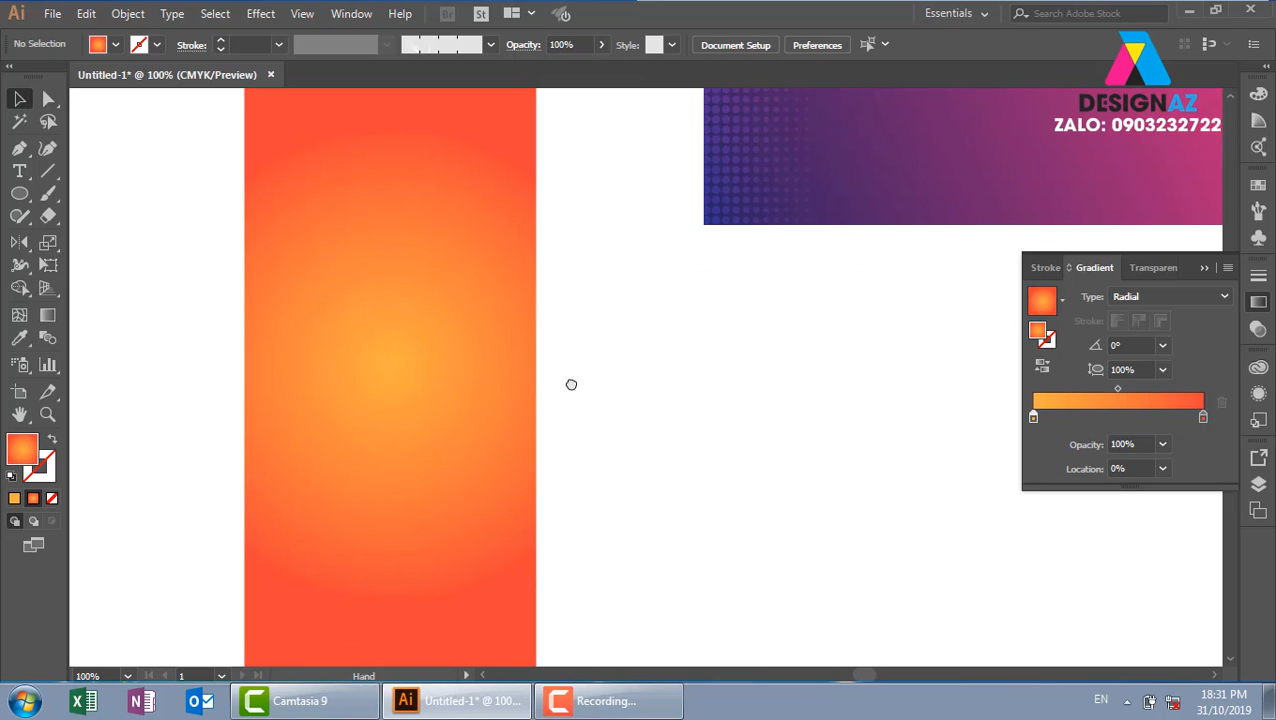 Ai File Edit Object Type Select Effect View Window Help Br St Essentials Search Adobe Stock
No Selection Stroke: Opacity: 100% Style: Document Setup Preferences
Untitled-1* @ 100% (CMYK/Preview)
DESIGNAZ
ZALO: 0903232722
Stroke Gradient Transparen
Type: Radial
Stroke:
0°
100%
Opacity: 100%
Location: 0%
100% 1 Hand
Camtasia 9 Ai Untitled-1* @ 100... Recording... EN 18:31 PM
31/10/2019